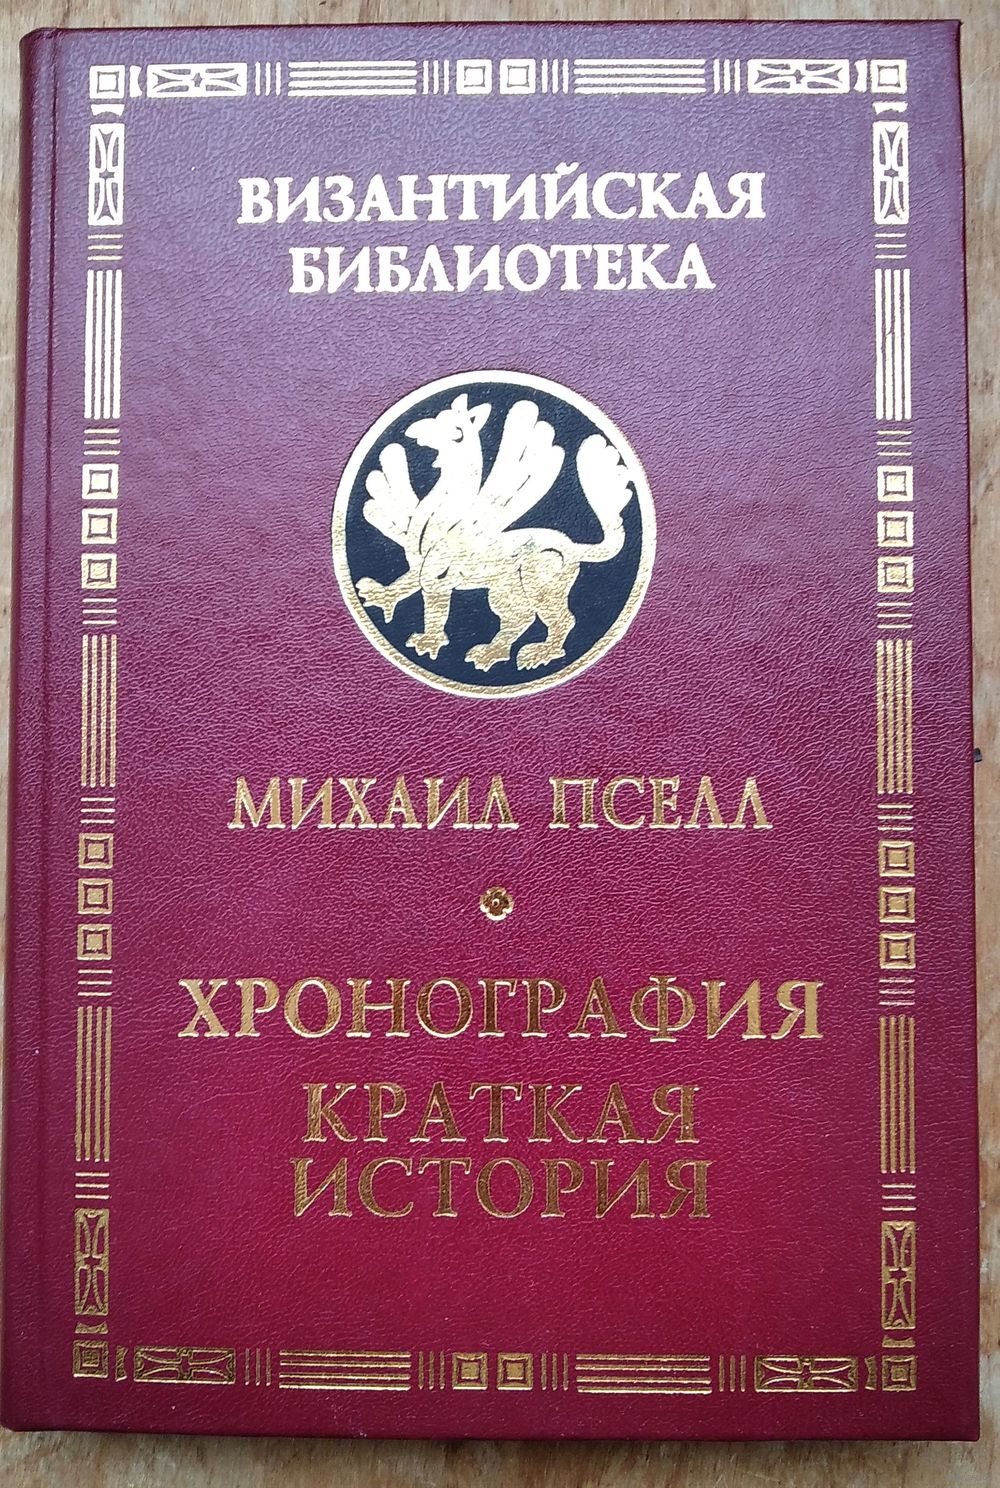 ВИЗАНТИЙСКАЯ
БИБЛИОТЕКА
МИХАИЛ ПСЕЛЛ
ХРОНОГРАФИЯ
КРАТКАЯ
ИСТОРИЯ